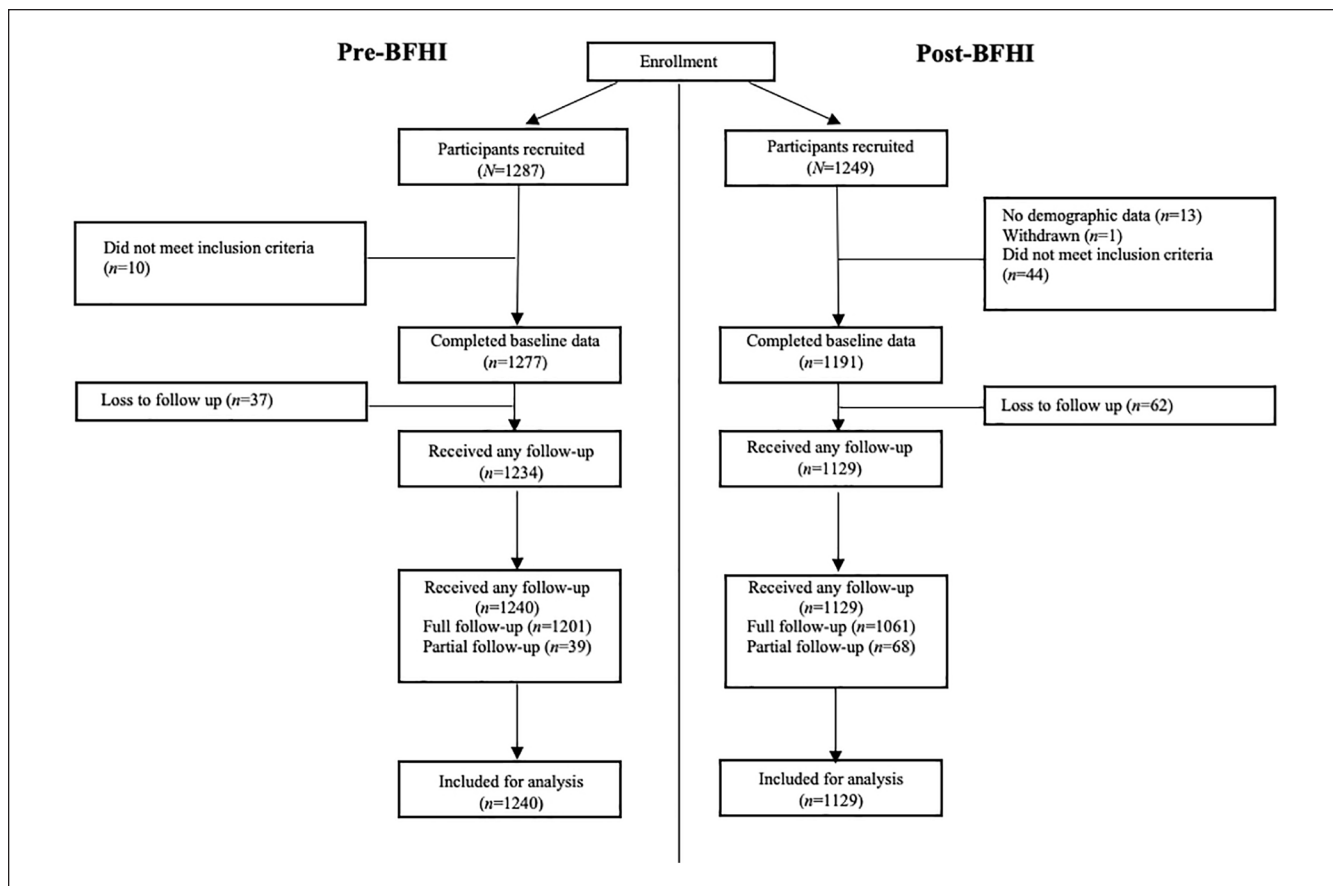 Pre-BFHI
Enrollment
Post-BFHI
Participants recruited
(N=1287)
Participants recruited
(N=1249)
Did not meet inclusion criteria
(n=10)
No demographic data (n=13)
Withdrawn (n=1)
Did not meet inclusion criteria
(n=44)
Completed baseline data
(n=1277)
Completed baseline data
(n=1191)
Loss to follow up (n=37)
Loss to follow up (n=62)
Received any follow-up
(n=1234)
Received any follow-up
(n=1129)
Received any follow-up
(n=1240)
Full follow-up (n=1201)
Partial follow-up (n=39)
Received any follow-up
(n=1129)
Full follow-up (n=1061)
Partial follow-up (n=68)
Included for analysis
(n=1240)
Included for analysis
(n=1129)